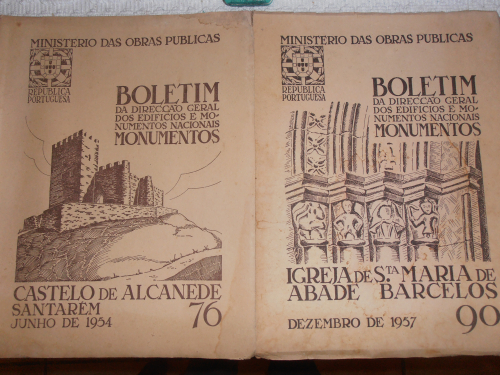 MINISTERIO DAS OBRAS PUBLICAS
REPUBLICA
PORTUGUESA
BOLETIM
DA DIRECÇÃO GERAL
DOS EDIFICIOS E MO-
NUMENTOS NACIONAIS
MONUMENTOS
CASTELO DE ALCANEDE
SANTARÉM
JUNHO DE 1954
76
MINISTERIO DAS OBRAS PUBLICAS
REPUBLICA
PORTUGUESA
BOLETIM
DA DIRECÇÃO GERAL
DOS EDIFICIOS E MO-
NUMENTOS NACIONAIS
MONUMENTOS
IGREJA DE STA MARIA DE
ABADE BARCELOS
DEZEMBRO DE 1957
90